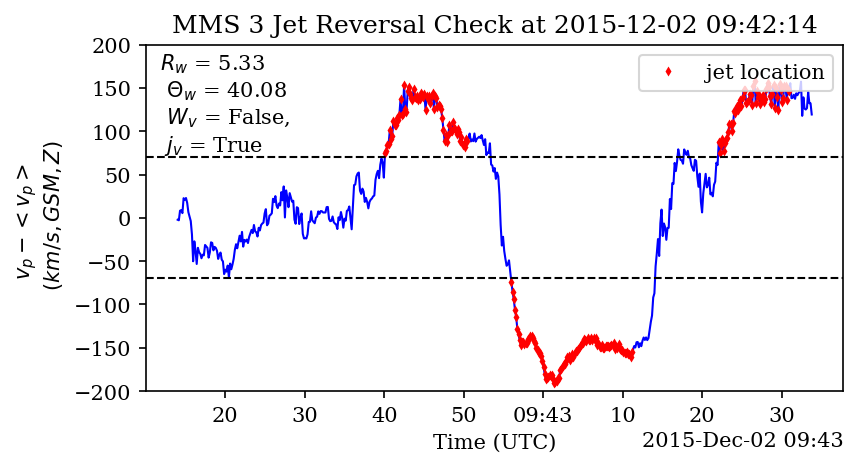 MMS 3 Jet Reversal Check at 2015-12-02 09:42:14
R_w = 5.33
Θ_w = 40.08
W_v = False,
j_v = True
jet location
v_p − < v_p >
(km/s, GSM, Z)
200
150
100
50
0
−50
−100
−150
−200
20 30 40 50 09:43 10 20 30
Time (UTC)
2015-Dec-02 09:43